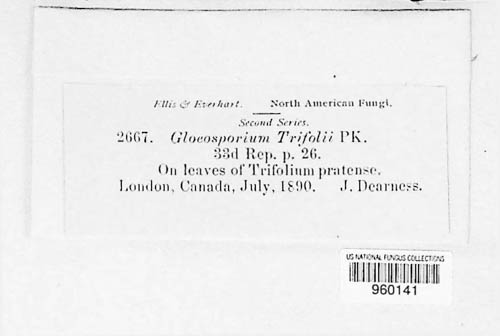 Ellis & Everhart. North American Fungi.
Second Series.
2667. Gloeosporium Trifolii PK.
33d Rep. p. 26.
On leaves of Trifolium pratense.
London, Canada, July, 1890. J. Dearness.
US NATIONAL FUNGUS COLLECTIONS
960141